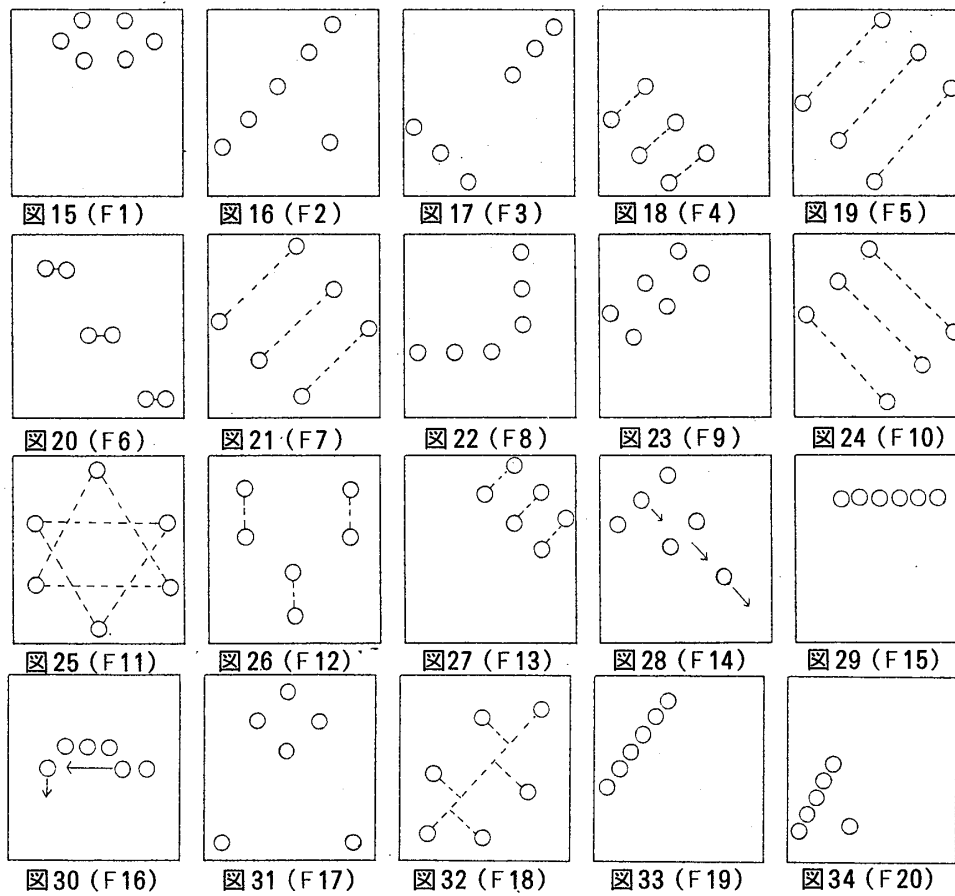 図15(F1) 図16(F2) 図17(F3) 図18(F4) 図19(F5)
図20(F6) 図21(F7) 図22(F8) 図23(F9) 図24(F10)
図25(F11) 図26(F12) 図27(F13) 図28(F14) 図29(F15)
図30(F16) 図31(F17) 図32(F18) 図33(F19) 図34(F20)